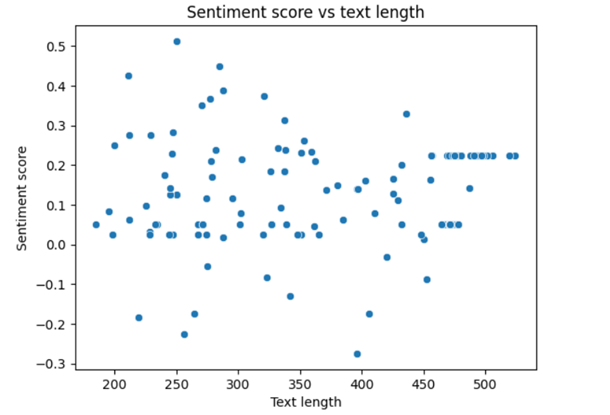 Sentiment score vs text length
0.5
0.4
0.3
0.2
0.1
0.0
−0.1
−0.2
−0.3
Sentiment score
200 250 300 350 400 450 500
Text length